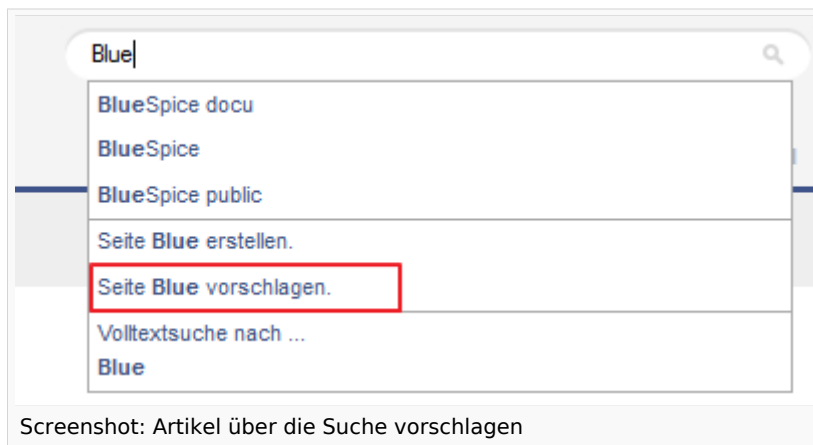 Blue
BlueSpice docu
BlueSpice
BlueSpice public
Seite Blue erstellen.
Seite Blue vorschlagen.
Volltextsuche nach ...
Blue
Screenshot: Artikel über die Suche vorschlagen